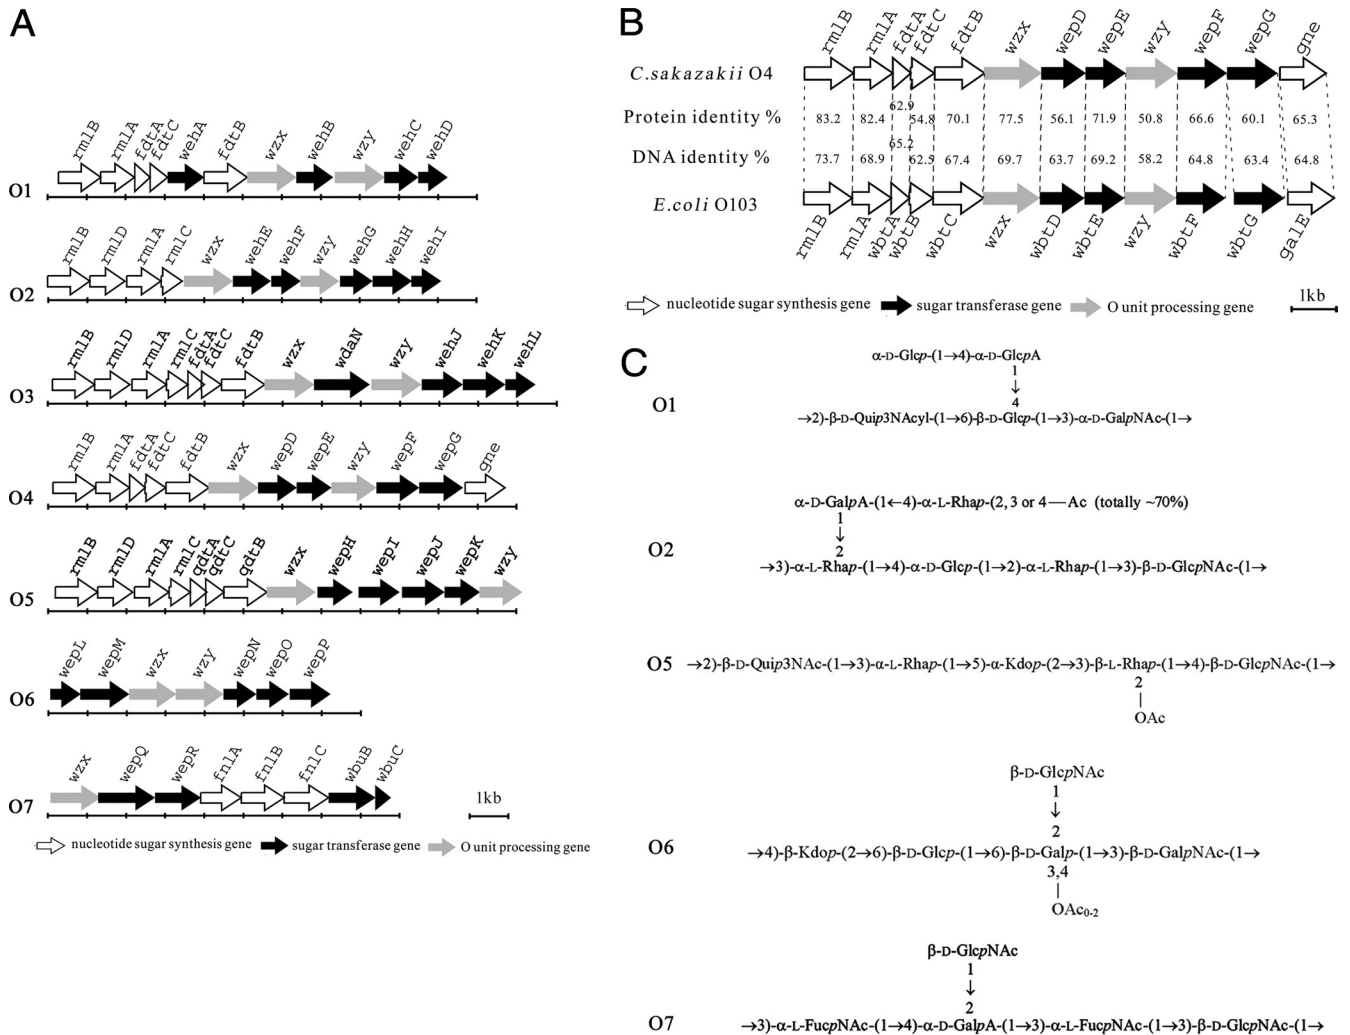 A
rmlB rmlA fdtA fdtC wehA fdtB wzx wehB wzy wehC wehD
O1
rmlB rmlD rmlA rmlC wzx wehE wehF wzy wehG wehH wehI
O2
rmlB rmlD rmlA rmlC fdtA fdtC fdtB wzx wdaN wzy wehJ wehK wehL
O3
rmlB rmlA fdtA fdtC fdtB wzx wepD wepE wzy wepF wepG gne
O4
rmlB rmlD rmlA rmlC qdtA qdtC qdtB wzx wepH wepI wepJ wepK wzy
O5
wepL wepM wzx wzy wepN wepO wepP
O6
wzx wepQ wepR fnlA fnlB fnlC wbuB wbuC
O7
1kb
nucleotide sugar synthesis gene sugar transferase gene O unit processing gene
B
rmlB rmlA fdtA fdtC fdtB wzx wepD wepE wzy wepF wepG gne
C.sakazakii O4
Protein identity % 83.2 82.4 62.9 54.8 70.1 77.5 56.1 71.9 50.8 66.6 60.1 65.3
DNA identity % 73.7 68.9 65.2 62.5 67.4 69.7 63.7 69.2 58.2 64.8 63.4 64.8
E.coli O103
rmlB rmlA wbtA wbtB wbtC wzx wbtD wbtE wzy wbtF wbtG galE
nucleotide sugar synthesis gene sugar transferase gene O unit processing gene
1kb
C
α-D-Glcp-(1→4)-α-D-GlcpA
1
↓
4
O1
→2)-β-D-Quip3NAcyl-(1→6)-β-D-Glcp-(1→3)-α-D-GalpNAc-(1→
α-D-GalpA-(1←4)-α-L-Rhap-(2,3 or 4—Ac (totally ~70%)
1
↓
2
O2
→3)-α-L-Rhap-(1→4)-α-D-Glcp-(1→2)-α-L-Rhap-(1→3)-β-D-GlcpNAc-(1→
O5 →2)-β-D-Quip3NAc-(1→3)-α-L-Rhap-(1→5)-α-Kdop-(2→3)-β-L-Rhap-(1→4)-β-D-GlcpNAc-(1→
2
|
OAc
β-D-GlcpNAc
1
↓
2
O6 →4)-β-Kdop-(2→6)-β-D-Glcp-(1→6)-β-D-Galp-(1→3)-β-D-GalpNAc-(1→
3,4
|
OAc0-2
β-D-GlcpNAc
1
↓
2
O7 →3)-α-L-FucpNAc-(1→4)-α-D-GalpA-(1→3)-α-L-FucpNAc-(1→3)-β-D-GlcpNAc-(1→